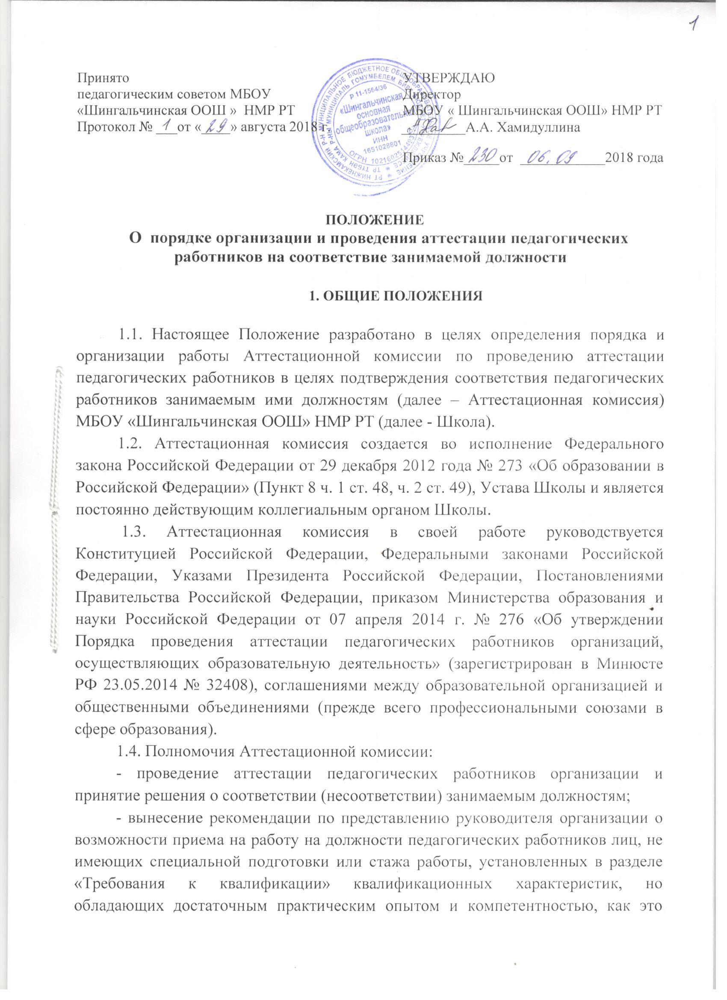 1
Принято
педагогическим советом МБОУ
«Шингальчинская ООШ »  НМР РТ
Протокол № 1 от « 29 » августа 2018 г.
УТВЕРЖДАЮ
Директор
МБОУ « Шингальчинская ООШ» НМР РТ
А.А. Хамидуллина
Приказ № 230 от 06.09 2018 года
МУНИЦИПАЛЬНОЕ БЮДЖЕТНОЕ
р 11-1564/36
«Шингальчинская
основная
общеобразовательная
школа»
ИНН
1651028801
ОГРН
ПОЛОЖЕНИЕ
О  порядке организации и проведения аттестации педагогических
работников на соответствие занимаемой должности
1. ОБЩИЕ ПОЛОЖЕНИЯ
1.1. Настоящее Положение разработано в целях определения порядка и
организации работы Аттестационной комиссии по проведению аттестации
педагогических работников в целях подтверждения соответствия педагогических
работников занимаемым ими должностям (далее – Аттестационная комиссия)
МБОУ «Шингальчинская ООШ» НМР РТ (далее - Школа).
1.2. Аттестационная комиссия создается во исполнение Федерального
закона Российской Федерации от 29 декабря 2012 года № 273 «Об образовании в
Российской Федерации» (Пункт 8 ч. 1 ст. 48, ч. 2 ст. 49), Устава Школы и является
постоянно действующим коллегиальным органом Школы.
1.3. Аттестационная комиссия в своей работе руководствуется
Конституцией Российской Федерации, Федеральными законами Российской
Федерации, Указами Президента Российской Федерации, Постановлениями
Правительства Российской Федерации, приказом Министерства образования и
науки Российской Федерации от 07 апреля 2014 г. № 276 «Об утверждении
Порядка проведения аттестации педагогических работников организаций,
осуществляющих образовательную деятельность» (зарегистрирован в Минюсте
РФ 23.05.2014 № 32408), соглашениями между образовательной организацией и
общественными объединениями (прежде всего профессиональными союзами в
сфере образования).
1.4. Полномочия Аттестационной комиссии:
- проведение аттестации педагогических работников организации и
принятие решения о соответствии (несоответствии) занимаемым должностям;
- вынесение рекомендации по представлению руководителя организации о
возможности приема на работу на должности педагогических работников лиц, не
имеющих специальной подготовки или стажа работы, установленных в разделе
«Требования к квалификации» квалификационных характеристик, но
обладающих достаточным практическим опытом и компетентностью, как это